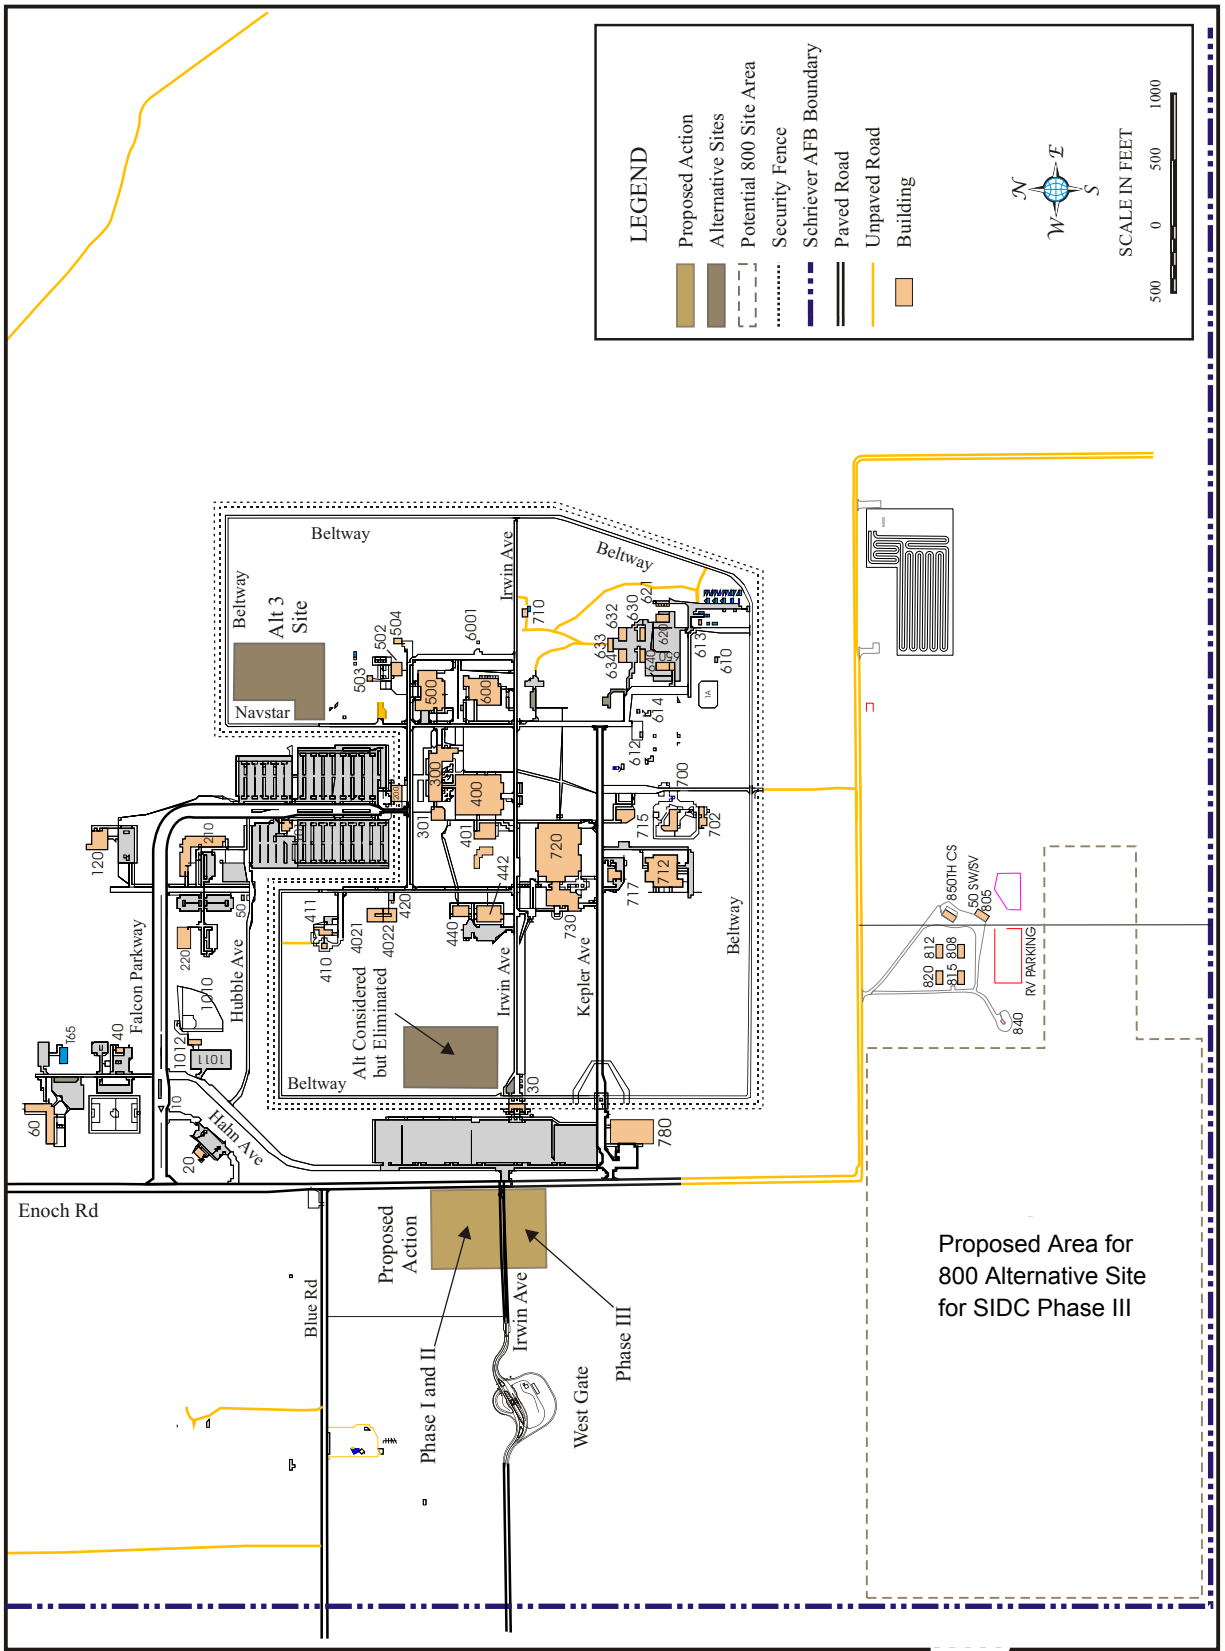 LEGEND
Proposed Action
Alternative Sites
Potential 800 Site Area
Security Fence
Schriever AFB Boundary
Paved Road
Unpaved Road
Building
N
W
E
S
SCALE IN FEET
500
0
500
1000
Beltway
Beltway
Alt 3
Site
Navstar
Irwin Ave
Beltway
504
502
503
6001
710
500
600
621
630
632
633
634
620
640
650
613
610
1A
614
612
700
715
702
300
301
400
401
200
210
120
50
220
1010
1012
1011
Falcon Parkway
Hubble Ave
T65
40
60
10
20
Hahn Ave
411
410
4021
4022
420
440
442
720
730
717
712
Irwin Ave
Kepler Ave
Beltway
Alt Considered
but Eliminated
Beltway
30
780
Enoch Rd
Blue Rd
Proposed
Action
Irwin Ave
Phase I and II
Phase III
West Gate
850TH CS
50 SW/SV
805
812
808
820
815
840
RV PARKING
Proposed Area for
800 Alternative Site
for SIDC Phase III